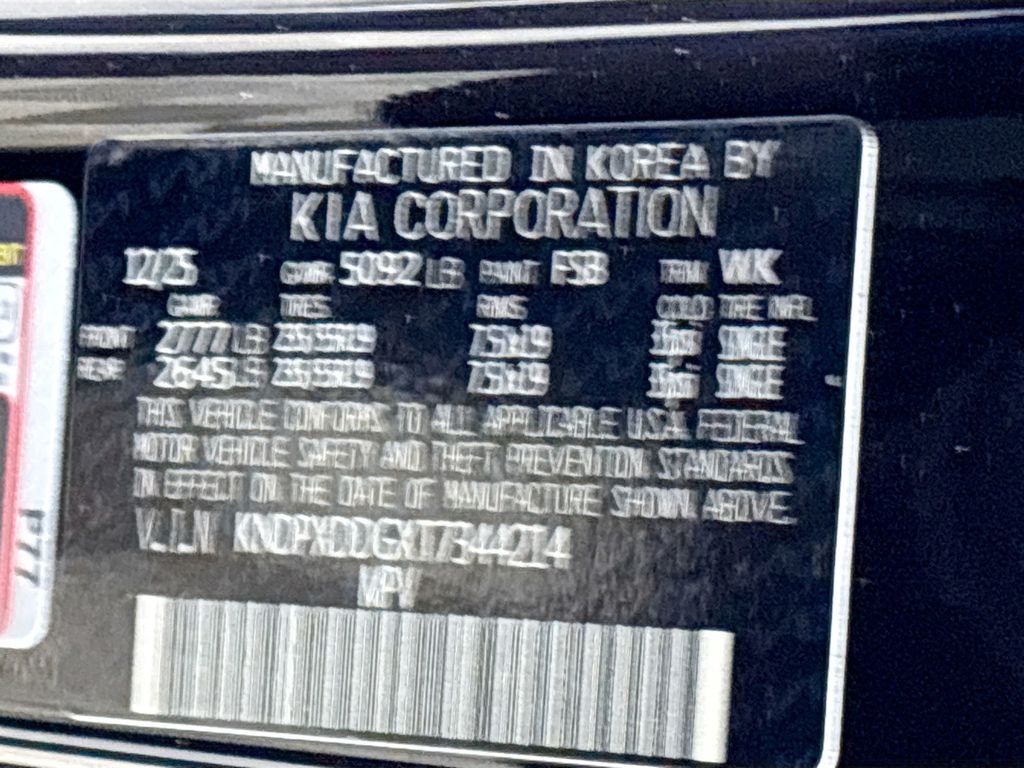 MANUFACTURED IN KOREA BY
KIA CORPORATION
12/25 GVWR 5092 LB PAINT FSB TRIM WK
GAWR TIRES RIMS COLD TIRE INFL.
FRONT 2777 LB 235/55R19 7.5Jx19 SINGLE
REAR 2645 LB 235/55R19 7.5Jx19 SINGLE
THIS VEHICLE CONFORMS TO ALL APPLICABLE U.S.A. FEDERAL
MOTOR VEHICLE SAFETY AND THEFT PREVENTION STANDARDS
IN EFFECT ON THE DATE OF MANUFACTURE SHOWN ABOVE.
V.I.N
MPV
P77